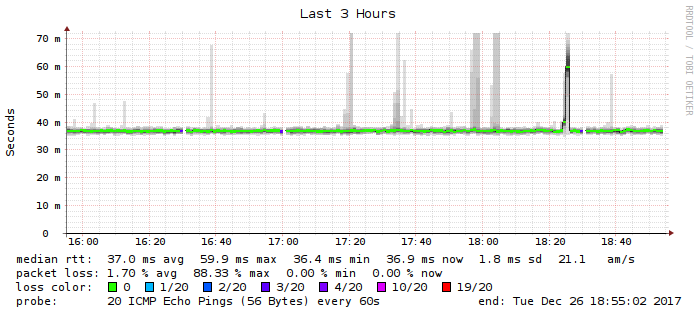 Last 3 Hours
RRDTOOL / TOBI OETIKER
Seconds
70 m
60 m
50 m
40 m
30 m
20 m
10 m
0
16:00 16:20 16:40 17:00 17:20 17:40 18:00 18:20 18:40
median rtt: 37.0 ms avg 59.9 ms max 36.4 ms min 36.9 ms now 1.8 ms sd 21.1 am/s
packet loss: 1.70 % avg 88.33 % max 0.00 % min 0.00 % now
loss color: 0 1/20 2/20 3/20 4/20 10/20 19/20
probe: 20 ICMP Echo Pings (56 Bytes) every 60s end: Tue Dec 26 18:55:02 2017